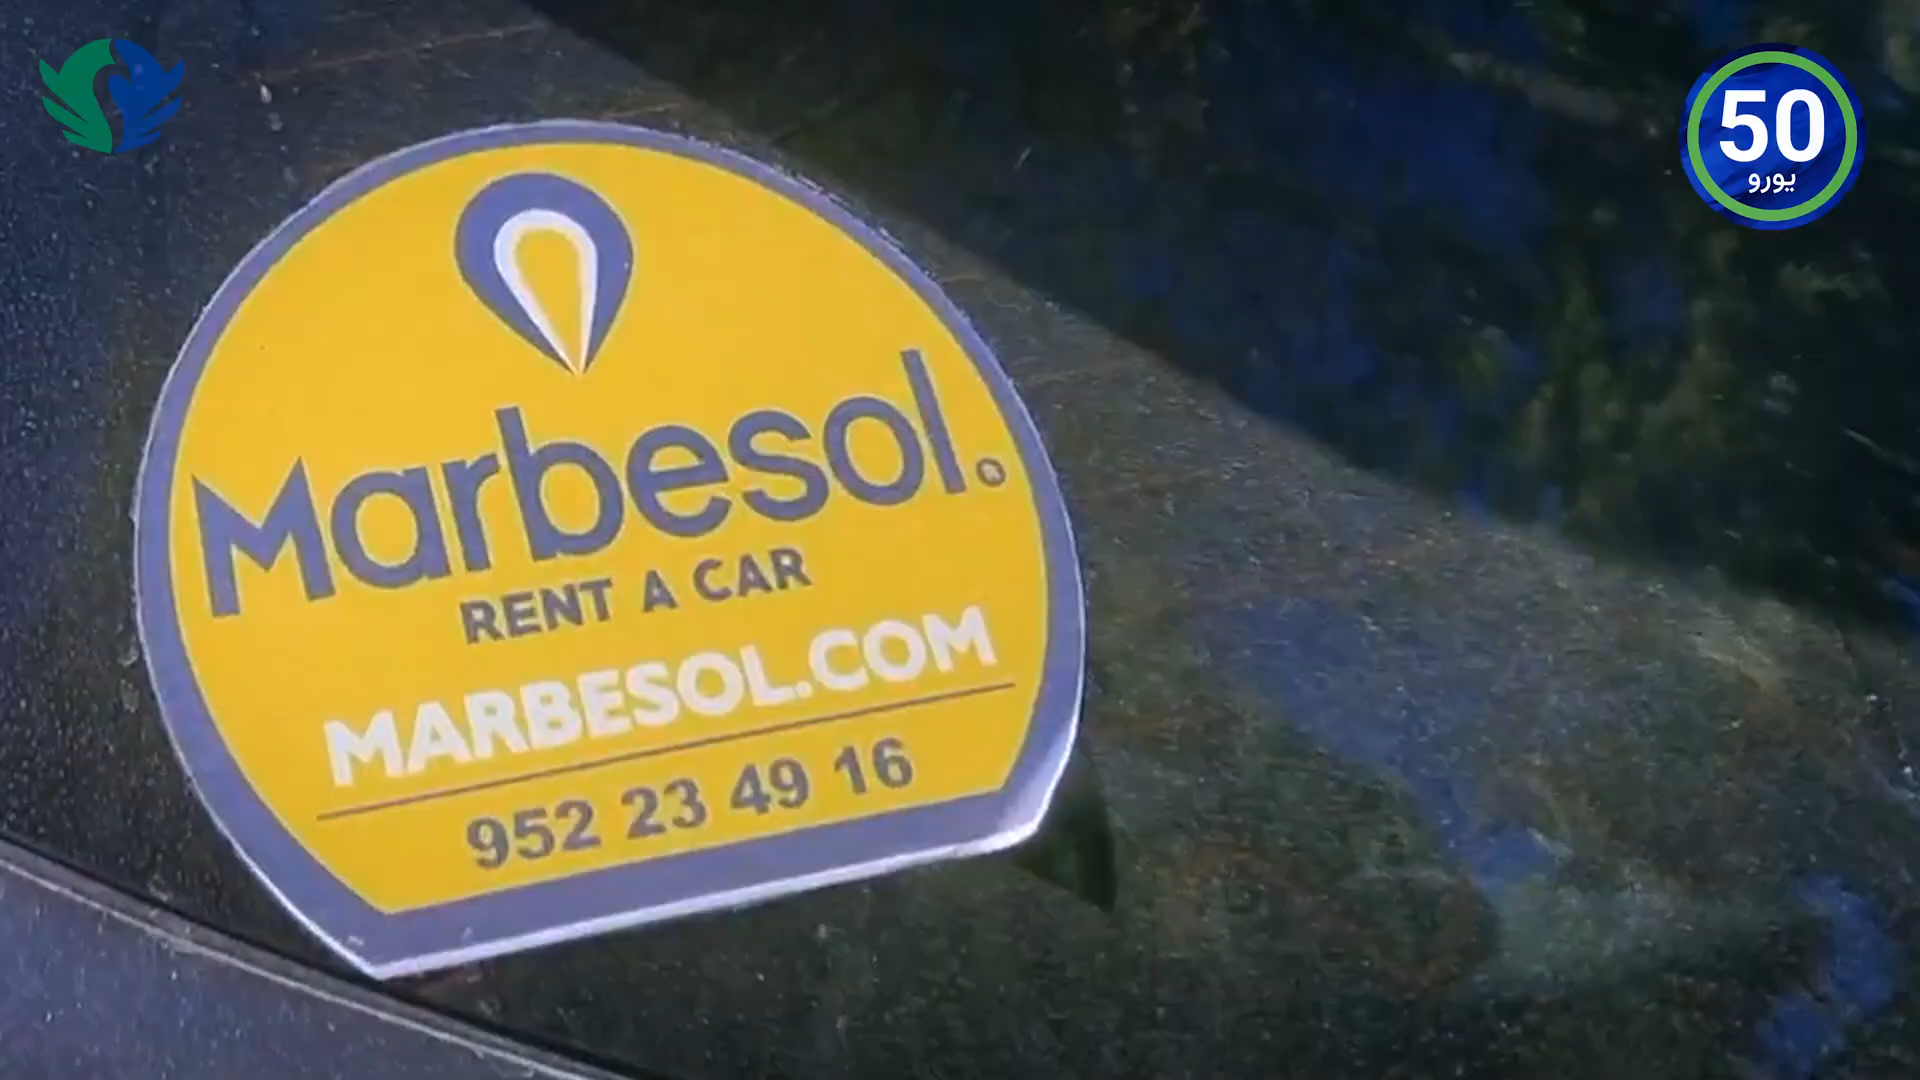 50
يورو
Marbesol.
RENT A CAR
MARBESOL.COM
952 23 49 16